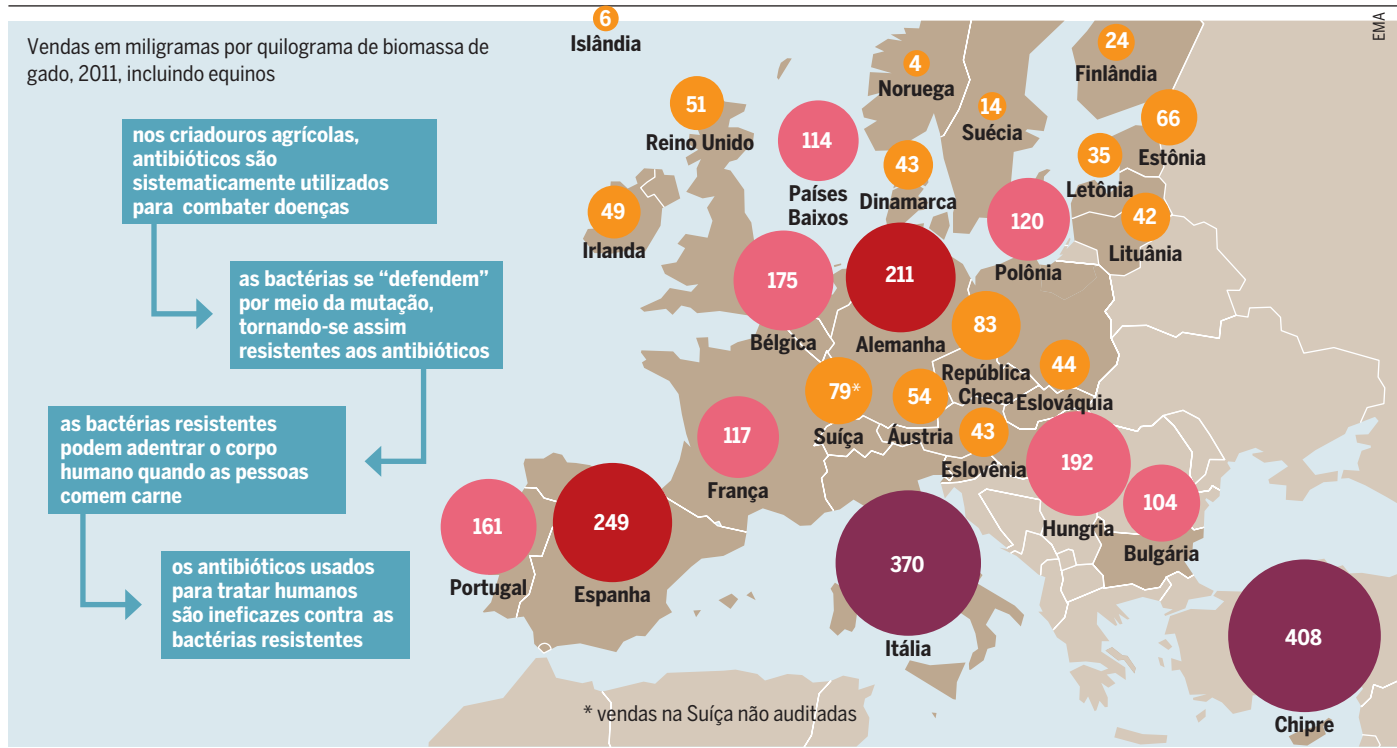 EMA
Vendas em miligramas por quilograma de biomassa de
gado, 2011, incluindo equinos
nos criadouros agrícolas,
antibióticos são
sistematicamente utilizados
para combater doenças
as bactérias se “defendem”
por meio da mutação,
tornando-se assim
resistentes aos antibióticos
as bactérias resistentes
podem adentrar o corpo
humano quando as pessoas
comem carne
os antibióticos usados
para tratar humanos
são ineficazes contra as
bactérias resistentes
6
Islândia
4
Noruega
14
Suécia
24
Finlândia
51
Reino Unido
114
Países
Baixos
43
Dinamarca
66
Estônia
35
Letônia
42
Lituânia
49
Irlanda
120
Polônia
175
Bélgica
211
Alemanha
83
República
Checa
44
Eslováquia
79*
Suíça
54
Áustria
43
Eslovênia
117
França
192
Hungria
104
Bulgária
161
Portugal
249
Espanha
370
Itália
408
Chipre
* vendas na Suíça não auditadas